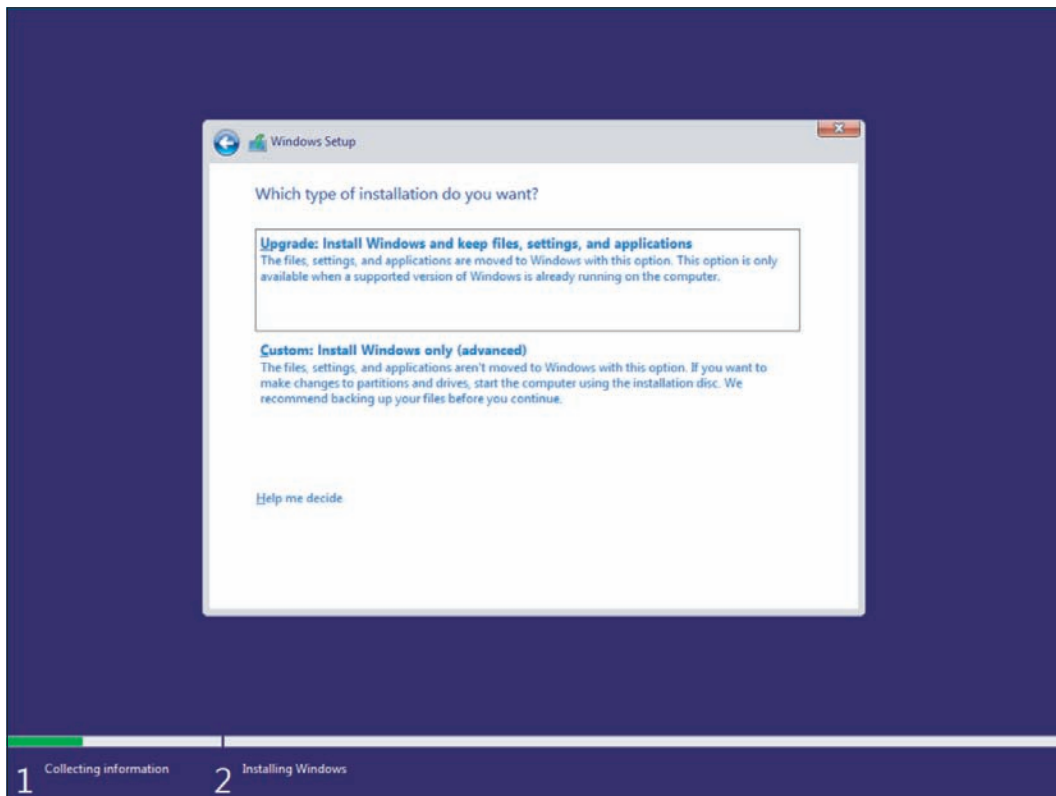 Windows Setup
Which type of installation do you want?
Upgrade: Install Windows and keep files, settings, and applications
The files, settings, and applications are moved to Windows with this option. This option is only
available when a supported version of Windows is already running on the computer.
Custom: Install Windows only (advanced)
The files, settings, and applications aren't moved to Windows with this option. If you want to
make changes to partitions and drives, start the computer using the installation disc. We
recommend backing up your files before you continue.
Help me decide
1 Collecting information 2 Installing Windows